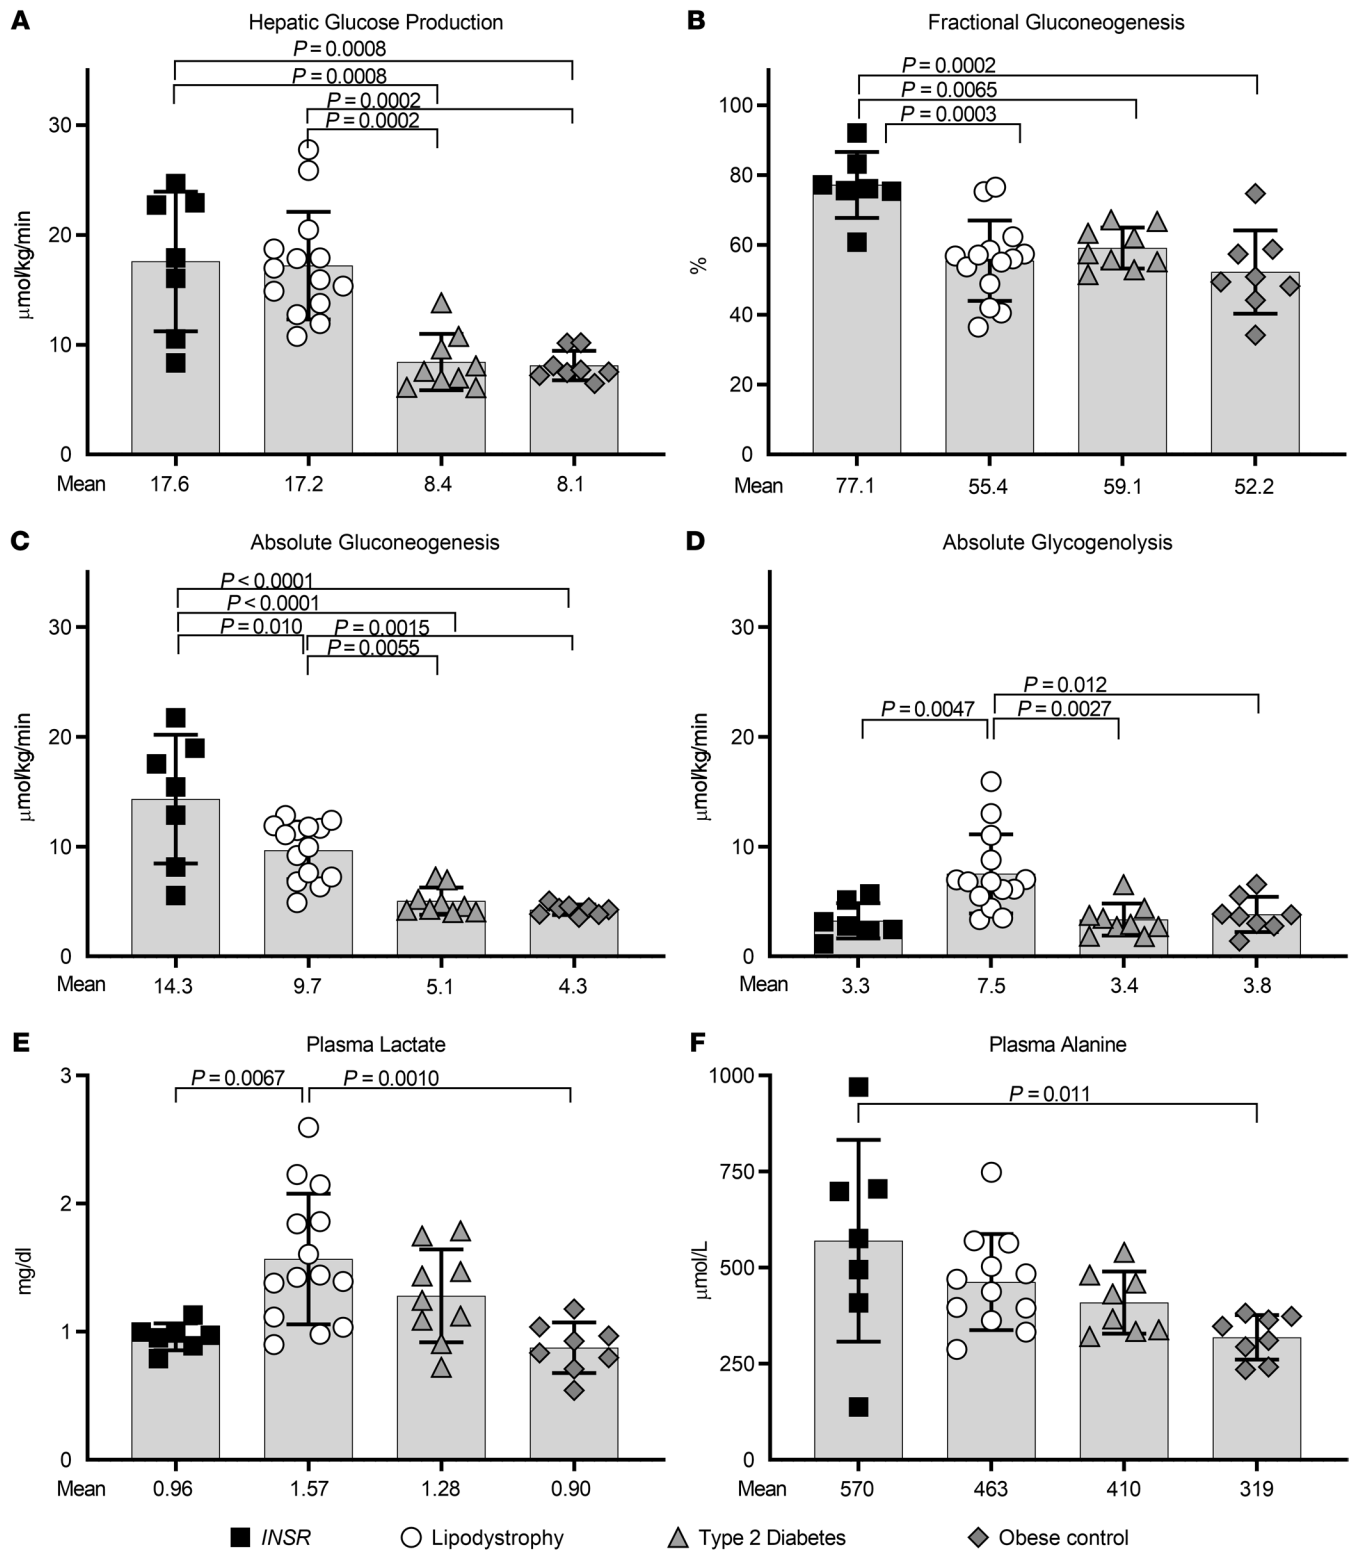 A
Hepatic Glucose Production
P = 0.0008
P = 0.0008
P = 0.0002
P = 0.0002
30
20
10
0
μmol/kg/min
Mean 17.6 17.2 8.4 8.1
B
Fractional Gluconeogenesis
P = 0.0002
P = 0.0065
P = 0.0003
100
80
60
40
20
0
%
Mean 77.1 55.4 59.1 52.2
C
Absolute Gluconeogenesis
P < 0.0001
P < 0.0001
P = 0.010 P = 0.0015
P = 0.0055
30
20
10
0
μmol/kg/min
Mean 14.3 9.7 5.1 4.3
D
Absolute Glycogenolysis
P = 0.012
P = 0.0047 P = 0.0027
30
20
10
0
μmol/kg/min
Mean 3.3 7.5 3.4 3.8
E
Plasma Lactate
P = 0.0067 P = 0.0010
3
2
1
0
mg/dl
Mean 0.96 1.57 1.28 0.90
F
Plasma Alanine
P = 0.011
1000
750
500
250
0
μmol/L
Mean 570 463 410 319
INSR Lipodystrophy Type 2 Diabetes Obese control